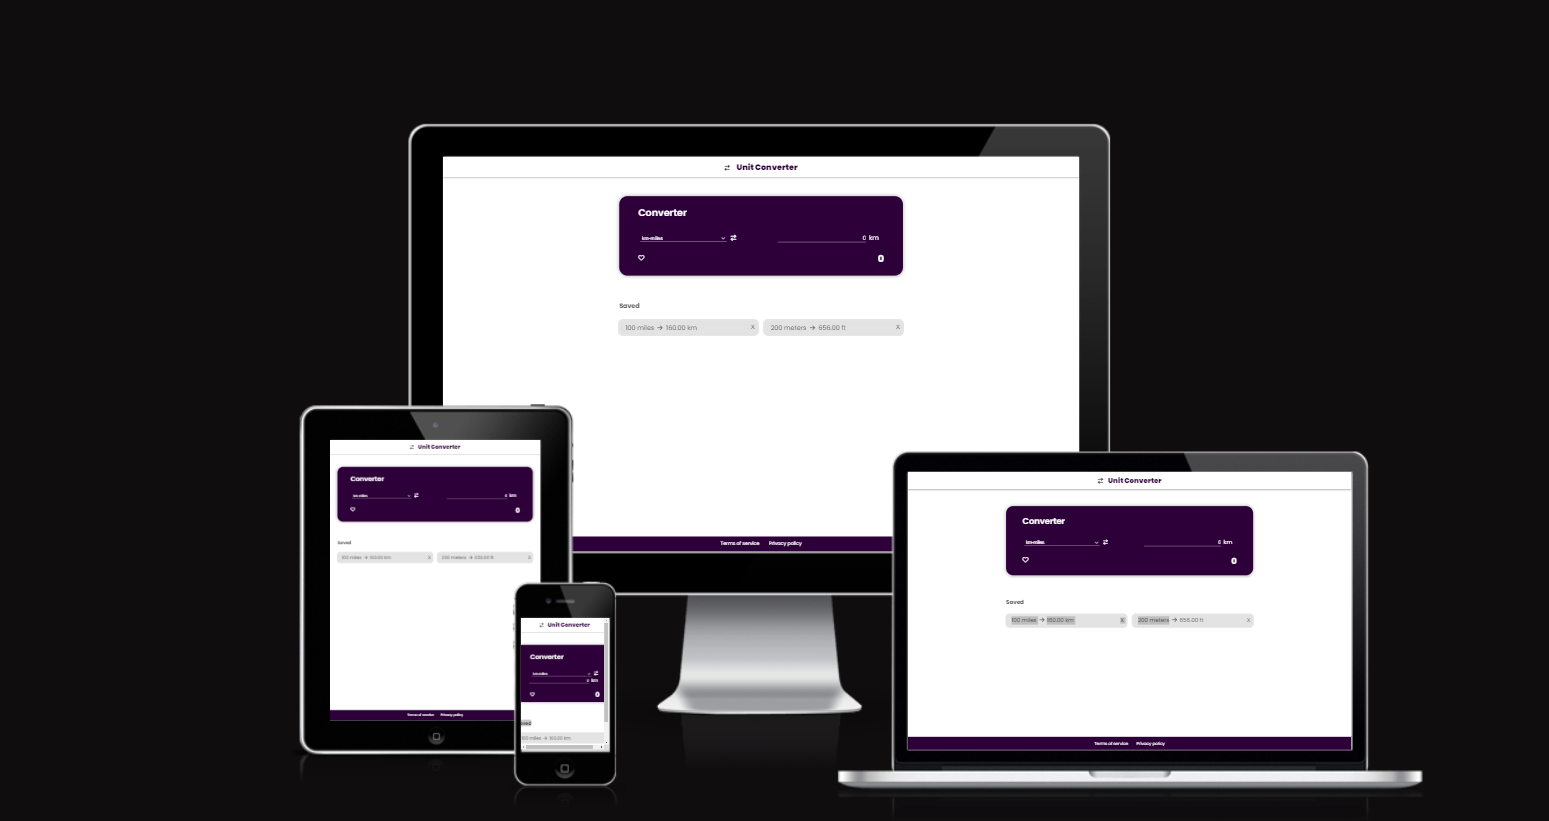 Unit Converter
Converter
km-miles
0 km
0
Saved
100 miles → 160.00 km X
200 meters → 656.00 ft X
Terms of service Privacy policy
Unit Converter
Converter
km-miles
0 km
0
Saved
100 miles → 160.00 km X
200 meters → 656.00 ft X
Terms of service Privacy policy
Unit Converter
Converter
km-miles
0 km
0
100 miles → 160.00 km
Unit Converter
Converter
km-miles
0 km
0
Saved
100 miles → 160.00 km X
200 meters → 656.00 ft X
Terms of service Privacy policy